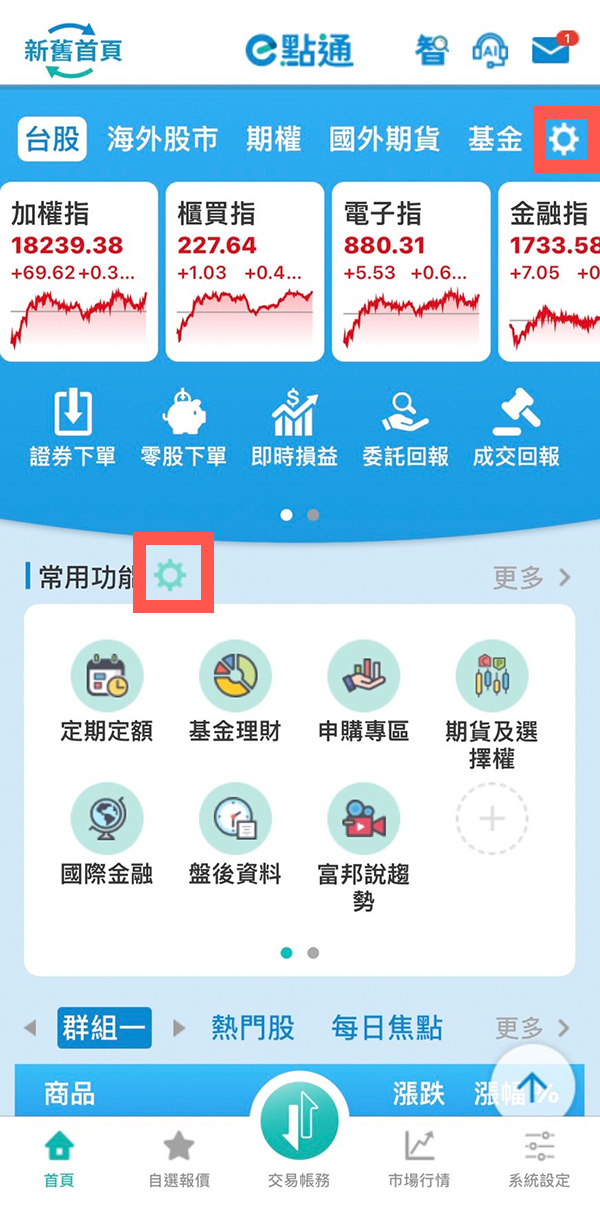 新舊首頁
e點通
智
AI
1
台股 海外股市 期權 國外期貨 基金
加權指 櫃買指 電子指 金融指
18239.38 227.64 880.31 1733.58
+69.62 +0.3... +1.03 +0.4... +5.53 +0.6... +7.05 +0
證券下單 零股下單 即時損益 委託回報 成交回報
常用功能 更多
定期定額 基金理財 申購專區 期貨及選
擇權
國際金融 盤後資料 富邦說趨
勢
群組一 熱門股 每日焦點 更多
商品 漲跌 漲幅%
首頁 自選報價 交易帳務 市場行情 系統設定